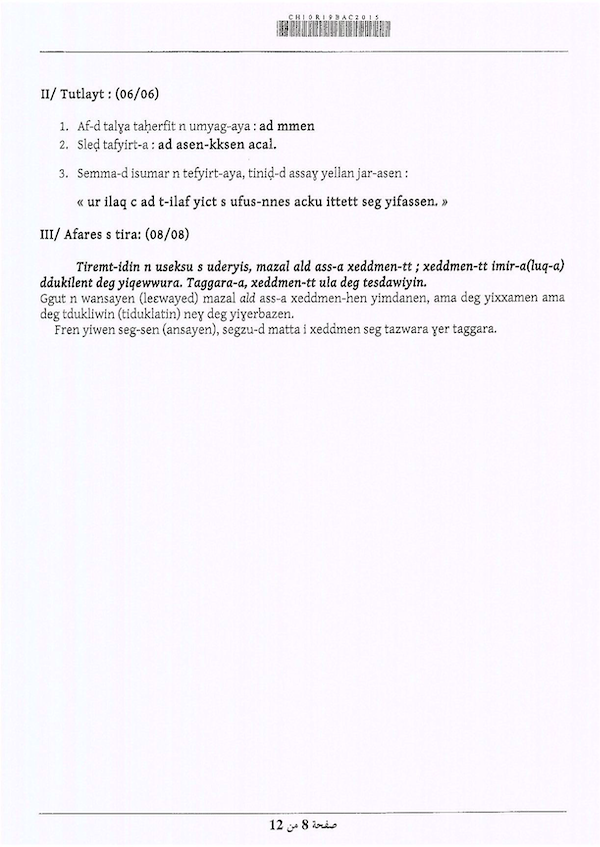 CH10R19BAC2015
II/ Tutlayt : (06/06)
1. Af-d talɣa taḥerfit n umyag-aya : ad mmen
2. Sleḍ tafyirt-a : ad asen-kksen acal.
3. Semma-d isumar n tefyirt-aya, tiniḍ-d assaɣ yellan jar-asen :
« ur ilaq c ad t-ilaf yict s ufus-nnes acku ittett seg yifassen. »
III/ Afares s tira: (08/08)
Tiremt-idin n useksu s uderyis, mazal ald ass-a xeddmen-tt ; xeddmen-tt imir-a(luq-a)
ddukilent deg yiqewwura. Taggara-a, xeddmen-tt ula deg tesdawiyin.
Ggut n wansayen (leɛwayed) mazal ald ass-a xeddmen-hen yimdanen, ama deg yixxamen ama
deg tdukliwin (tiduklatin) neɣ deg yiɣerbazen.
Fren yiwen seg-sen (ansayen), segzu-d matta i xeddmen seg tazwara ɣer taggara.
صفحة 8 من 12